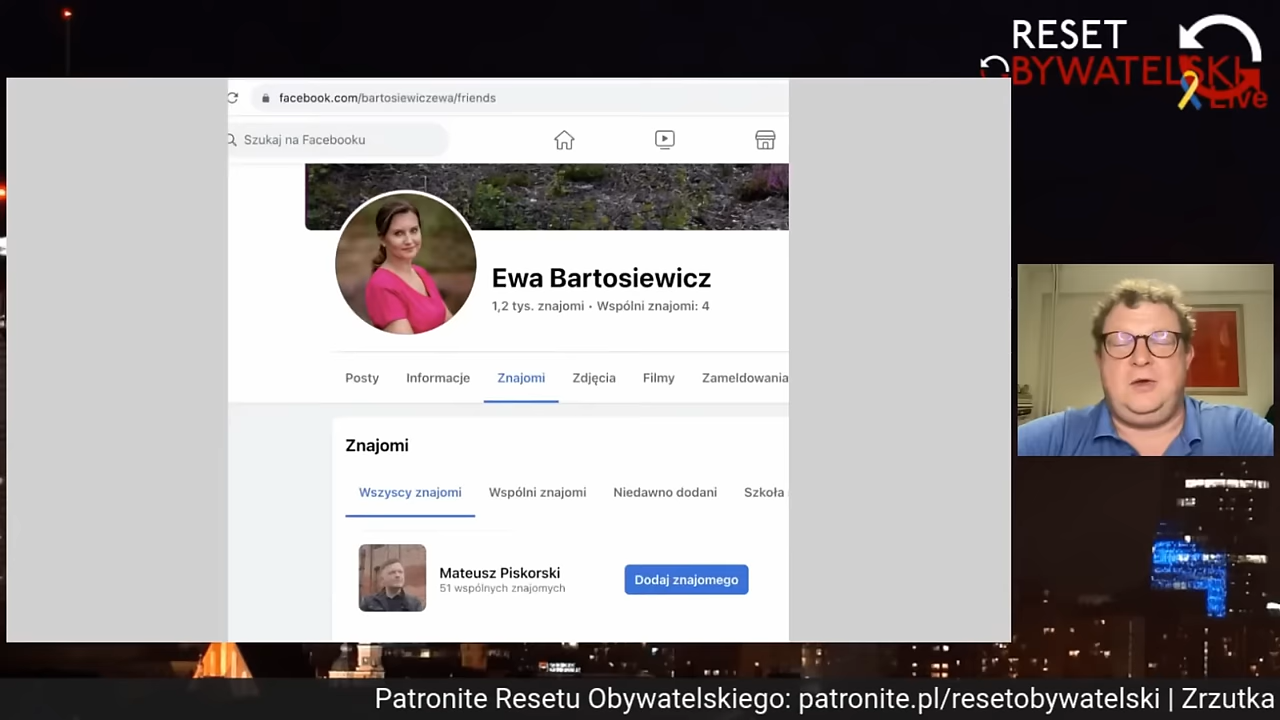 RESET
OBYWATELSKI
Live
facebook.com/bartosiewiczewa/friends
Szukaj na Facebooku
Ewa Bartosiewicz
1,2 tys. znajomi · Wspólni znajomi: 4
Posty Informacje Znajomi Zdjęcia Filmy Zameldowania
Znajomi
Wszyscy znajomi Wspólni znajomi Niedawno dodani Szkoła
Mateusz Piskorski
51 wspólnych znajomych
Dodaj znajomego
Patronite Resetu Obywatelskiego: patronite.pl/resetobywatelski | Zrzutka